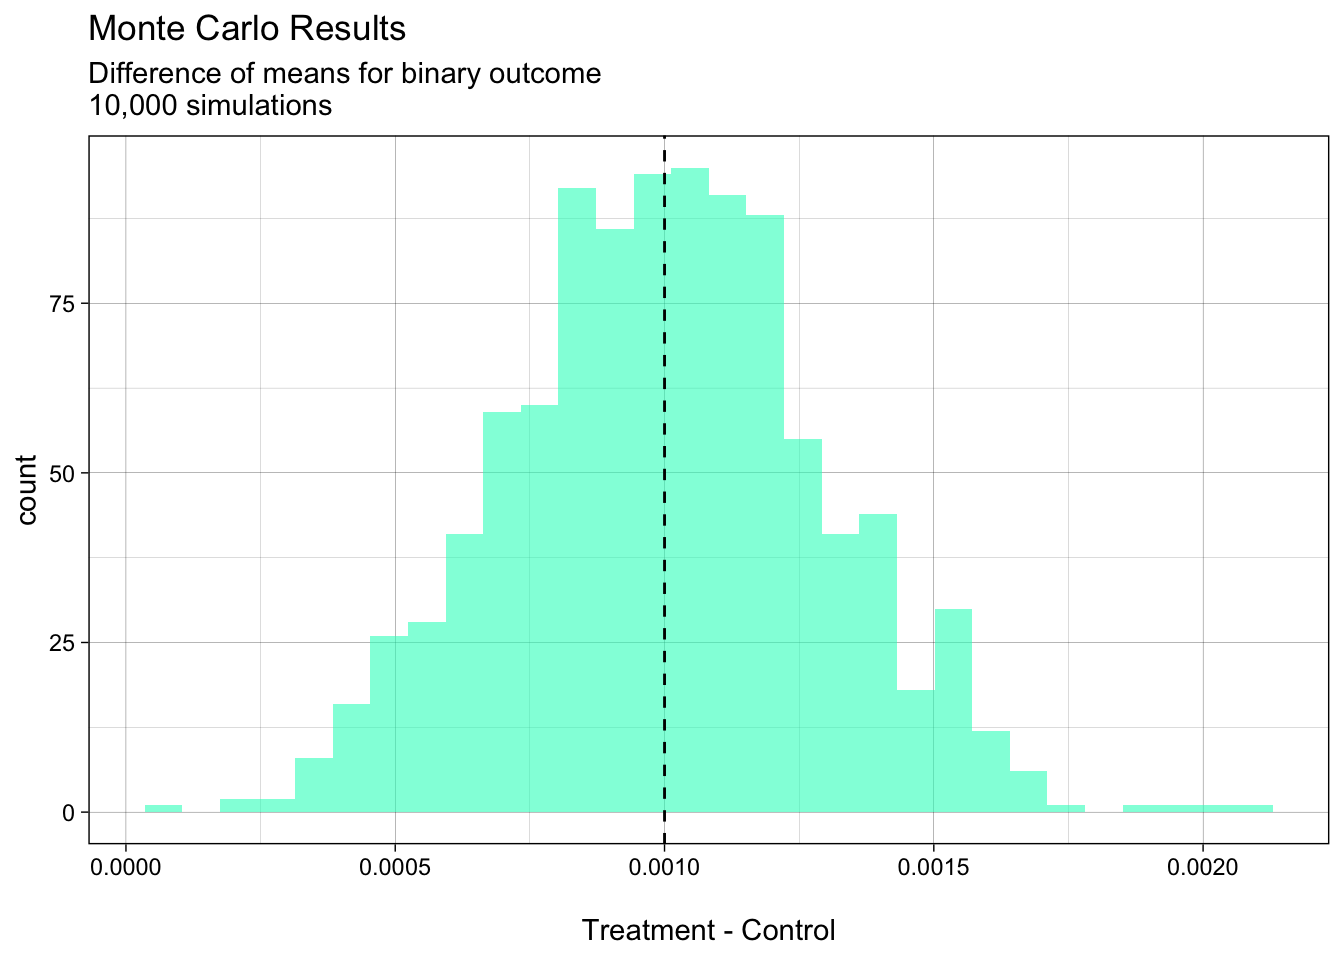 Monte Carlo Results
Difference of means for binary outcome
10,000 simulations
count
75
50
25
0
0.0000
0.0005
0.0010
0.0015
0.0020
Treatment - Control